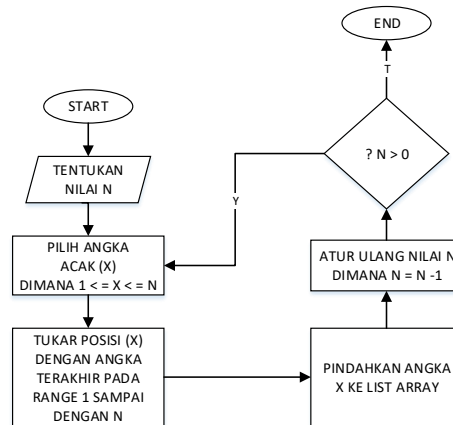 START
TENTUKAN
NILAI N
PILIH ANGKA
ACAK (X)
DIMANA 1 < = X < = N
TUKAR POSISI (X)
DENGAN ANGKA
TERAKHIR PADA
RANGE 1 SAMPAI
DENGAN N
PINDAHKAN ANGKA
X KE LIST ARRAY
ATUR ULANG NILAI N
DIMANA N = N -1
? N > 0
Y
T
END